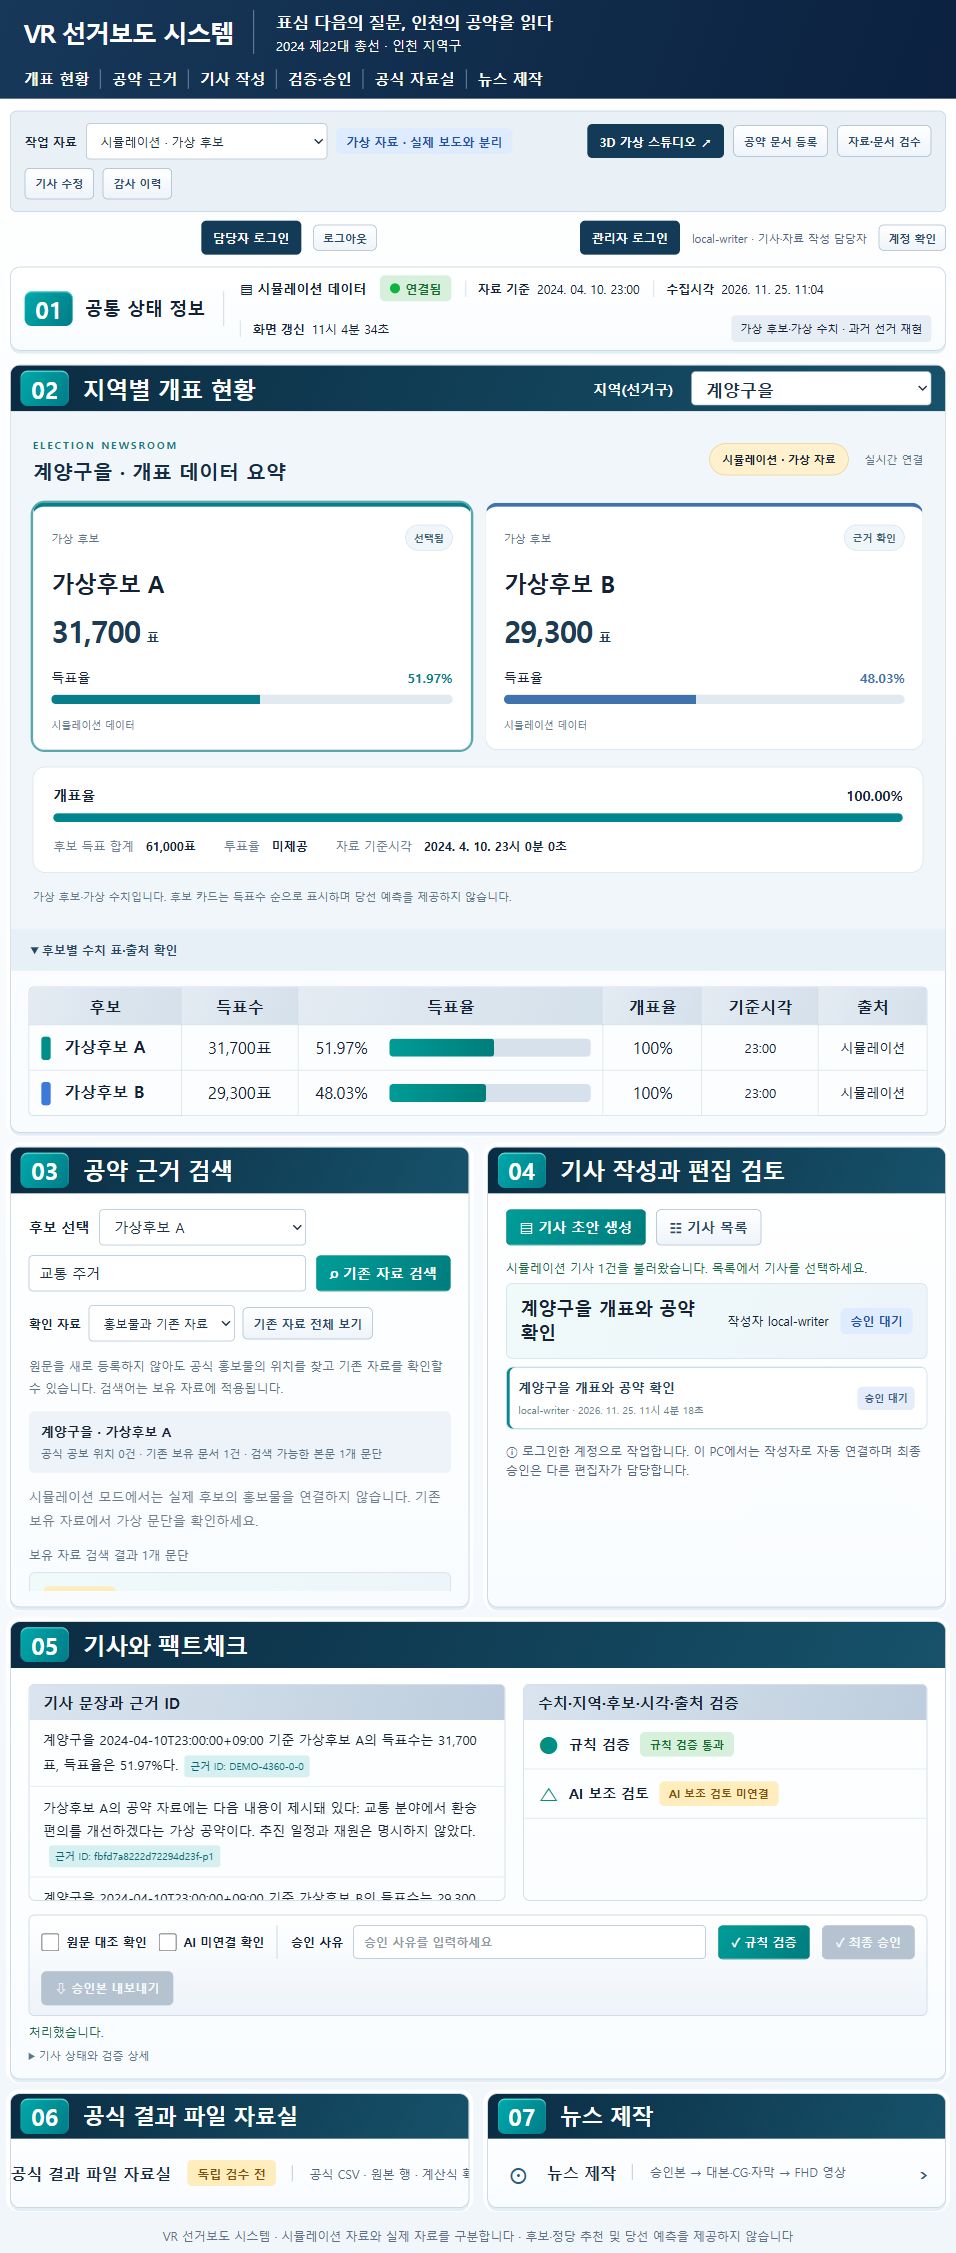 VR 선거보도 시스템
표심 다음의 질문, 인천의 공약을 읽다
2024 제22대 총선 · 인천 지역구
개표 현황 공약 근거 기사 작성 검증·승인 공식 자료실 뉴스 제작
작업 자료 시뮬레이션 · 가상 후보 가상 자료 · 실제 보도와 분리 3D 가상 스튜디오 ↗ 공약 문서 등록 자료·문서 검수
기사 수정 감사 이력
담당자 로그인 로그아웃 관리자 로그인 local-writer · 기사·자료 작성 담당자 계정 확인
01 공통 상태 정보
▤ 시뮬레이션 데이터 연결됨 자료 기준 2024. 04. 10. 23:00 수집시각 2026. 11. 25. 11:04
화면 갱신 11시 4분 34초 가상 후보·가상 수치 · 과거 선거 재현
02 지역별 개표 현황 지역(선거구) 계양구을
ELECTION NEWSROOM
계양구을 · 개표 데이터 요약 시뮬레이션 · 가상 자료 실시간 연결
가상 후보 선택됨
가상후보 A
31,700 표
득표율 51.97%
시뮬레이션 데이터
가상 후보 근거 확인
가상후보 B
29,300 표
득표율 48.03%
시뮬레이션 데이터
개표율 100.00%
후보 득표 합계 61,000표 투표율 미제공 자료 기준시각 2024. 4. 10. 23시 0분 0초
가상 후보·가상 수치입니다. 후보 카드는 득표수 순으로 표시하며 당선 예측을 제공하지 않습니다.
▼ 후보별 수치 표·출처 확인
후보 득표수 득표율 개표율 기준시각 출처
가상후보 A 31,700표 51.97% 100% 23:00 시뮬레이션
가상후보 B 29,300표 48.03% 100% 23:00 시뮬레이션
03 공약 근거 검색
후보 선택 가상후보 A
교통 주거 ⌕ 기존 자료 검색
확인 자료 홍보물과 기존 자료 기존 자료 전체 보기
원문을 새로 등록하지 않아도 공식 홍보물의 위치를 찾고 기존 자료를 확인할
수 있습니다. 검색어는 보유 자료에 적용됩니다.
계양구을 · 가상후보 A
공식 공보 위치 0건 · 기존 보유 문서 1건 · 검색 가능한 본문 1개 문단
시뮬레이션 모드에서는 실제 후보의 홍보물을 연결하지 않습니다. 기존
보유 자료에서 가상 문단을 확인하세요.
보유 자료 검색 결과 1개 문단
04 기사 작성과 편집 검토
▤ 기사 초안 생성 ☷ 기사 목록
시뮬레이션 기사 1건을 불러왔습니다. 목록에서 기사를 선택하세요.
계양구을 개표와 공약
확인
작성자 local-writer 승인 대기
계양구을 개표와 공약 확인
local-writer · 2026. 11. 25. 11시 4분 18초
승인 대기
ⓘ 로그인한 계정으로 작업합니다. 이 PC에서는 작성자로 자동 연결하며 최종
승인은 다른 편집자가 담당합니다.
05 기사와 팩트체크
기사 문장과 근거 ID
계양구을 2024-04-10T23:00:00+09:00 기준 가상후보 A의 득표수는 31,700
표, 득표율은 51.97%다. 근거 ID: DEMO-4360-0-0
가상후보 A의 공약 자료에는 다음 내용이 제시돼 있다: 교통 분야에서 환승
편의를 개선하겠다는 가상 공약이다. 추진 일정과 재원은 명시하지 않았다.
근거 ID: fbfd7a8222d72294d23f-p1
계양구을 2024-04-10T23:00:00+09:00 기준 가상후보 B의 득표수는 29,300
수치·지역·후보·시각·출처 검증
규칙 검증 규칙 검증 통과
AI 보조 검토 AI 보조 검토 미연결
원문 대조 확인 AI 미연결 확인 승인 사유 승인 사유를 입력하세요 ✓ 규칙 검증 ✓ 최종 승인
⇩ 승인본 내보내기
처리했습니다.
▶ 기사 상태와 검증 상세
06 공식 결과 파일 자료실
공식 결과 파일 자료실 독립 검수 전 공식 CSV · 원본 행 · 계산식
07 뉴스 제작
뉴스 제작 승인본 → 대본·CG·자막 → FHD 영상 ›
VR 선거보도 시스템 · 시뮬레이션 자료와 실제 자료를 구분합니다 · 후보·정당 추천 및 당선 예측을 제공하지 않습니다